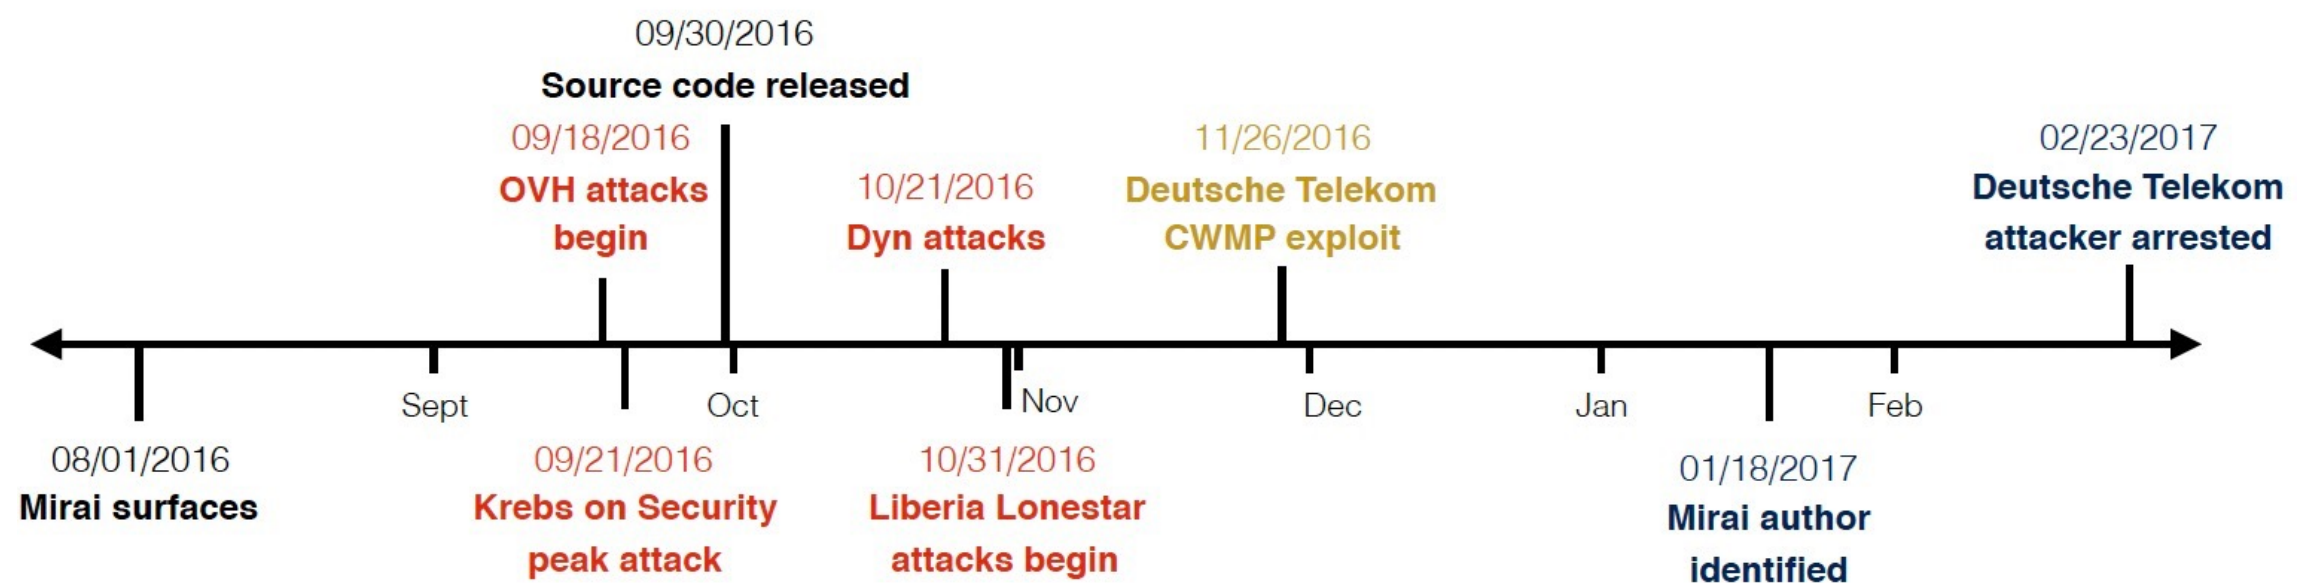 09/30/2016
Source code released
09/18/2016
OVH attacks
begin
10/21/2016
Dyn attacks
11/26/2016
Deutsche Telekom
CWMP exploit
02/23/2017
Deutsche Telekom
attacker arrested
Sept
Oct
Nov
Dec
Jan
Feb
08/01/2016
Mirai surfaces
09/21/2016
Krebs on Security
peak attack
10/31/2016
Liberia Lonestar
attacks begin
01/18/2017
Mirai author
identified